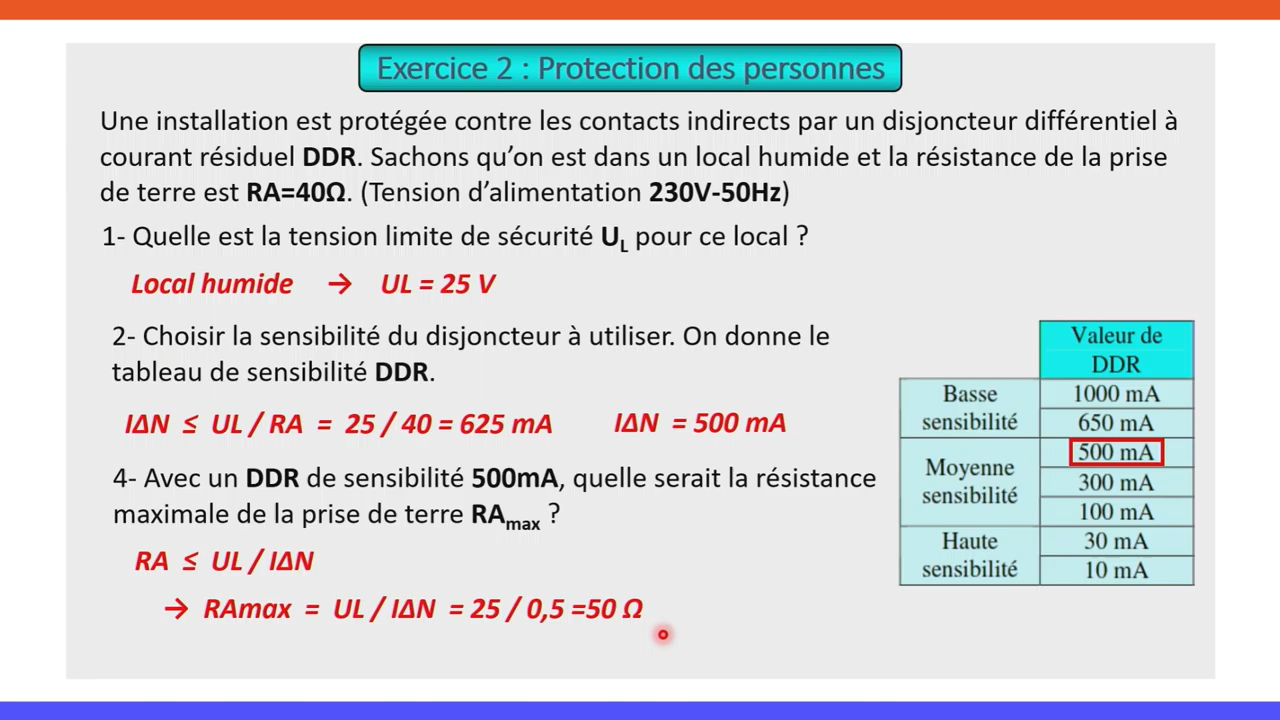 Exercice 2 : Protection des personnes
Une installation est protégée contre les contacts indirects par un disjoncteur différentiel à
courant résiduel DDR. Sachons qu’on est dans un local humide et la résistance de la prise
de terre est RA=40Ω. (Tension d’alimentation 230V-50Hz)
1- Quelle est la tension limite de sécurité UL pour ce local ?
Local humide → UL = 25 V
2- Choisir la sensibilité du disjoncteur à utiliser. On donne le
tableau de sensibilité DDR.
IΔN ≤ UL / RA = 25 / 40 = 625 mA IΔN = 500 mA
4- Avec un DDR de sensibilité 500mA, quelle serait la résistance
maximale de la prise de terre RAmax ?
RA ≤ UL / IΔN
→ RAmax = UL / IΔN = 25 / 0,5 =50 Ω
Valeur de
DDR
Basse
sensibilité
1000 mA
650 mA
Moyenne
sensibilité
500 mA
300 mA
100 mA
Haute
sensibilité
30 mA
10 mA